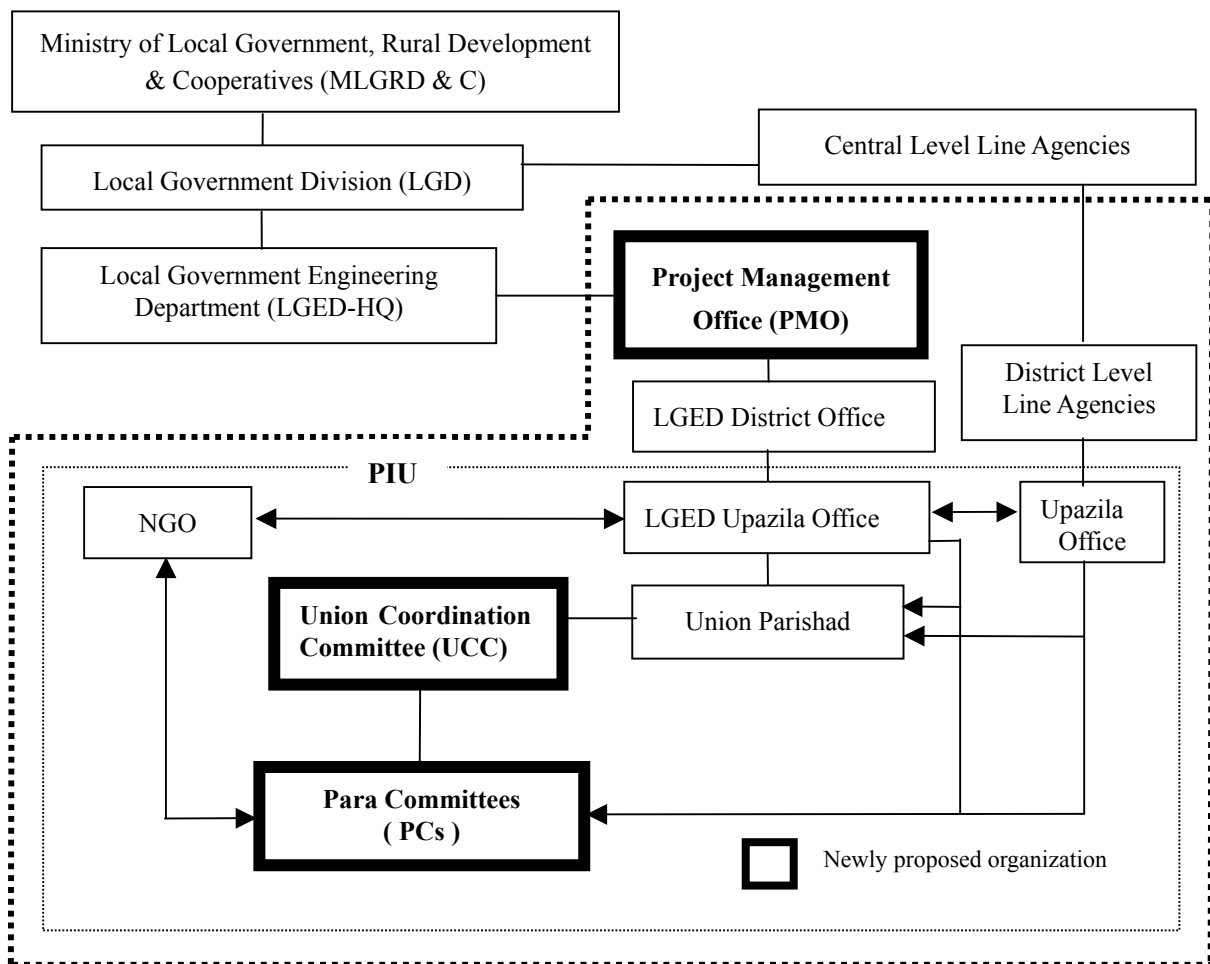 Ministry of Local Government, Rural Development
& Cooperatives (MLGRD & C)
Central Level Line Agencies
Local Government Division (LGD)
Local Government Engineering
Department (LGED-HQ)
Project Management
Office (PMO)
District Level
Line Agencies
LGED District Office
PIU
NGO
LGED Upazila Office
Upazila
Office
Union Coordination
Committee (UCC)
Union Parishad
Para Committees
( PCs )
Newly proposed organization